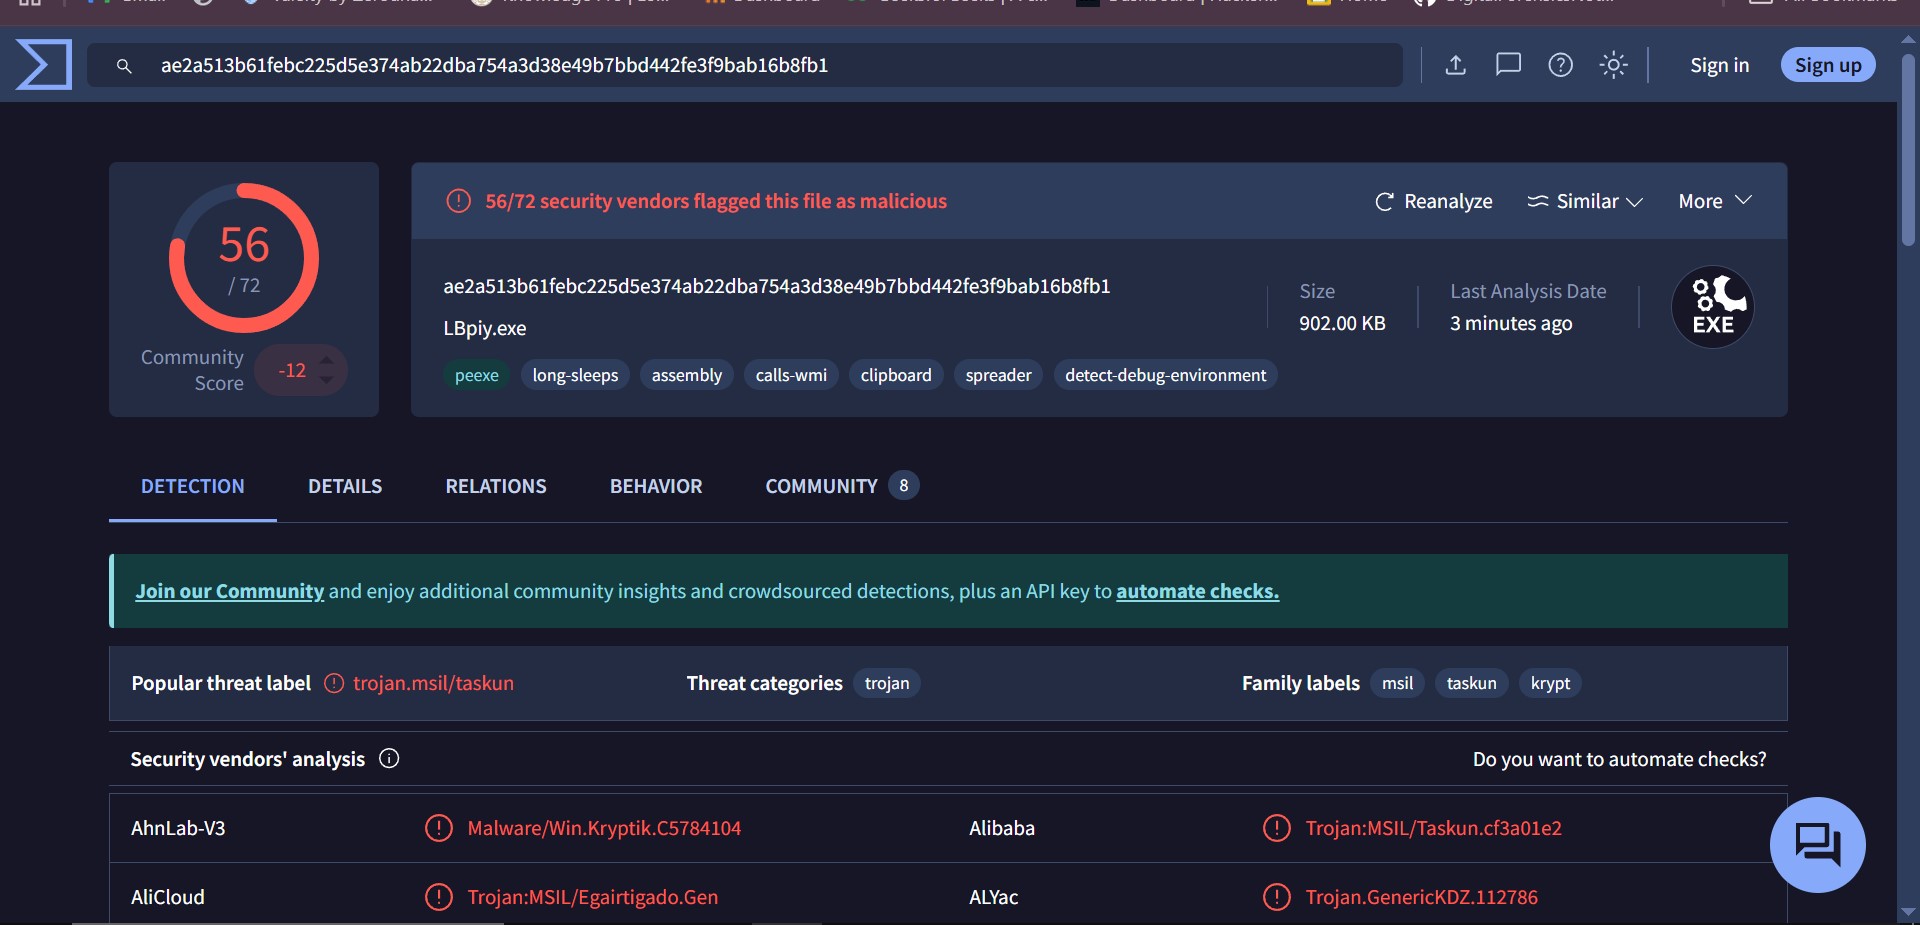 ae2a513b61febc225d5e374ab22dba754a3d38e49b7bbd442fe3f9bab16b8fb1
Sign in
Sign up
56
/ 72
Community
Score
-12
56/72 security vendors flagged this file as malicious
Reanalyze
Similar
More
ae2a513b61febc225d5e374ab22dba754a3d38e49b7bbd442fe3f9bab16b8fb1
LBpiy.exe
Size
902.00 KB
Last Analysis Date
3 minutes ago
EXE
peexe
long-sleeps
assembly
calls-wmi
clipboard
spreader
detect-debug-environment
DETECTION
DETAILS
RELATIONS
BEHAVIOR
COMMUNITY
8
Join our Community and enjoy additional community insights and crowdsourced detections, plus an API key to automate checks.
Popular threat label
trojan.msil/taskun
Threat categories
trojan
Family labels
msil
taskun
krypt
Security vendors' analysis
Do you want to automate checks?
AhnLab-V3
Malware/Win.Kryptik.C5784104
Alibaba
Trojan:MSIL/Taskun.cf3a01e2
AliCloud
Trojan:MSIL/Egairtigado.Gen
ALYac
Trojan.GenericKDZ.112786